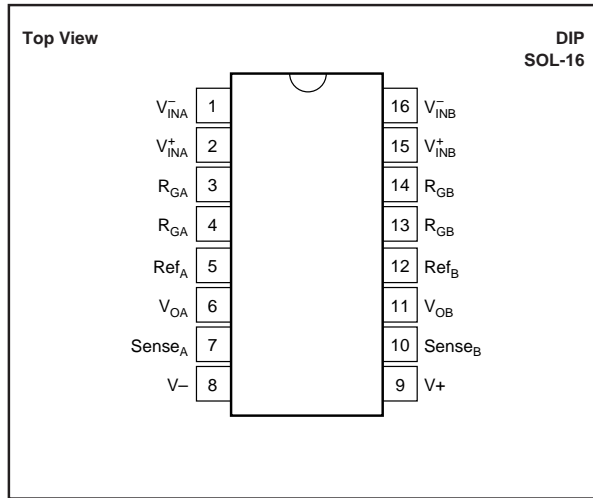 Top View
DIP
SOL-16
V⁻INA 1
V⁺INA 2
RGA 3
RGA 4
RefA 5
VOA 6
SenseA 7
V– 8
16 V⁻INB
15 V⁺INB
14 RGB
13 RGB
12 RefB
11 VOB
10 SenseB
9 V+